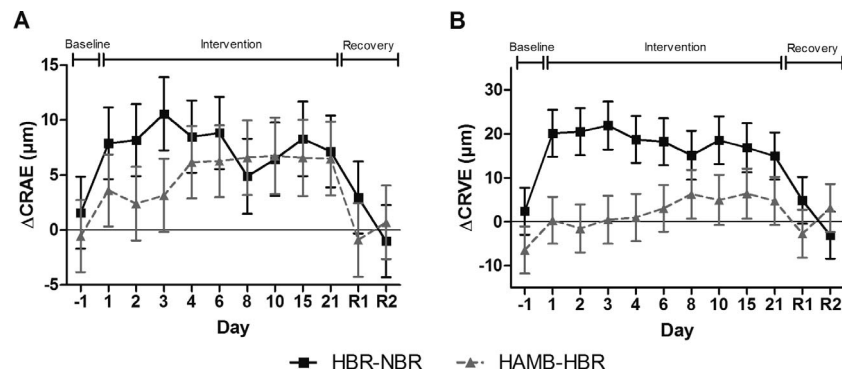 A
Baseline Intervention Recovery
ΔCRAE (µm)
15
10
5
0
-5
-1 1 2 3 4 6 8 10 15 21 R1 R2
Day
B
Baseline Intervention Recovery
ΔCRVE (µm)
30
20
10
0
-10
-1 1 2 3 4 6 8 10 15 21 R1 R2
Day
HBR-NBR HAMB-HBR